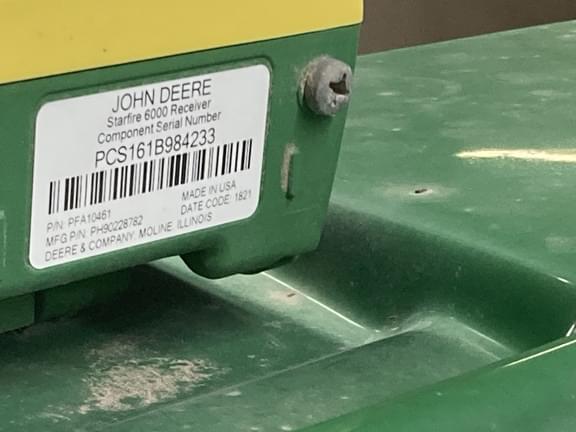 JOHN DEERE
Starfire 6000 Receiver
Component Serial Number
PCS161B984233
P/N: PFA10461
MADE IN USA
MFG P/N: PH90228782
DATE CODE: 1821
DEERE & COMPANY, MOLINE, ILLINOIS